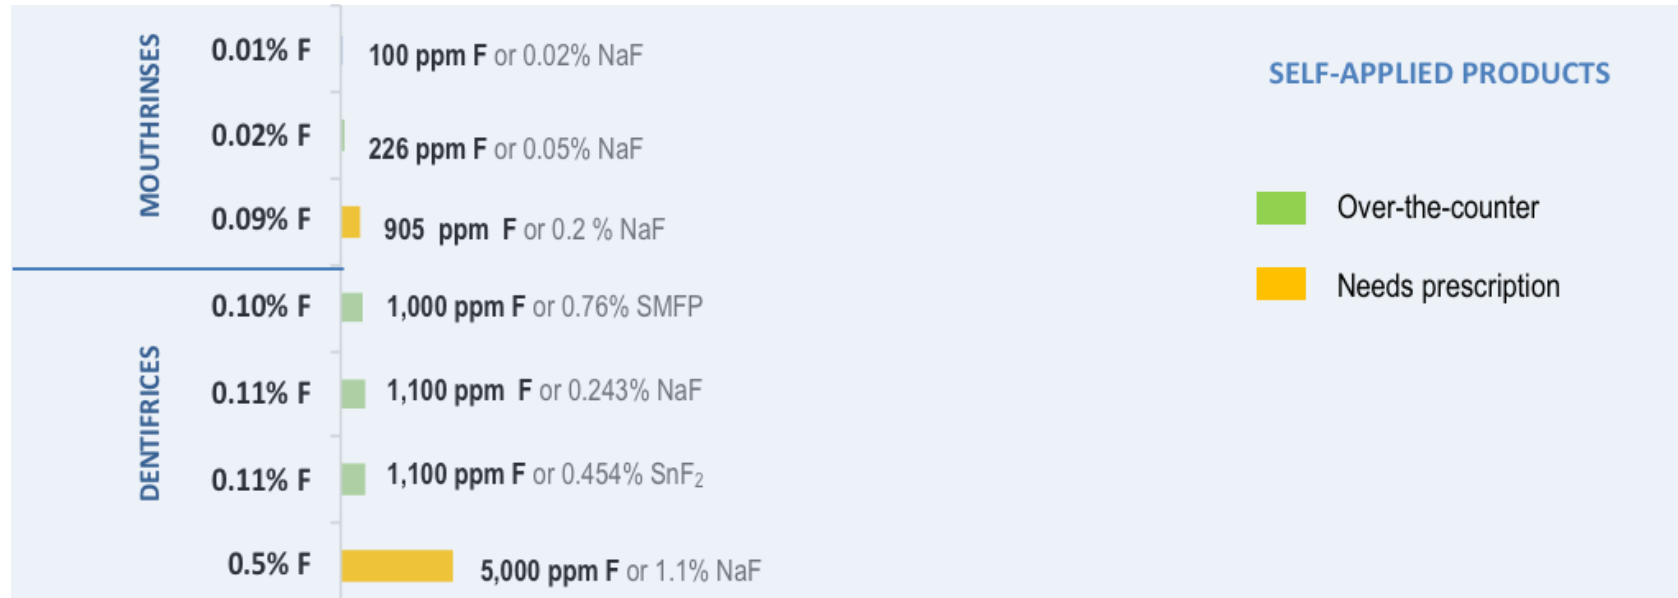 MOUTHRINSES
0.01% F 100 ppm F or 0.02% NaF
0.02% F 226 ppm F or 0.05% NaF
0.09% F 905 ppm F or 0.2 % NaF
DENTIFRICES
0.10% F 1,000 ppm F or 0.76% SMFP
0.11% F 1,100 ppm F or 0.243% NaF
0.11% F 1,100 ppm F or 0.454% SnF₂
0.5% F 5,000 ppm F or 1.1% NaF
SELF-APPLIED PRODUCTS
Over-the-counter
Needs prescription